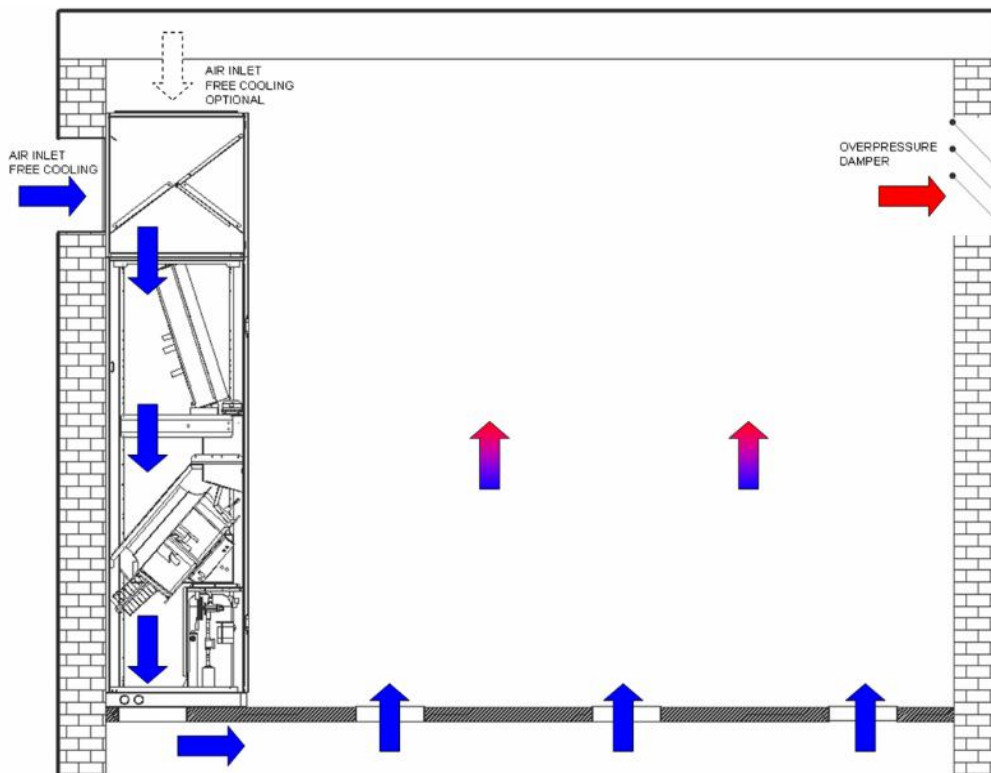 AIR INLET
FREE COOLING
OPTIONAL
AIR INLET
FREE COOLING
OVERPRESSURE
DAMPER